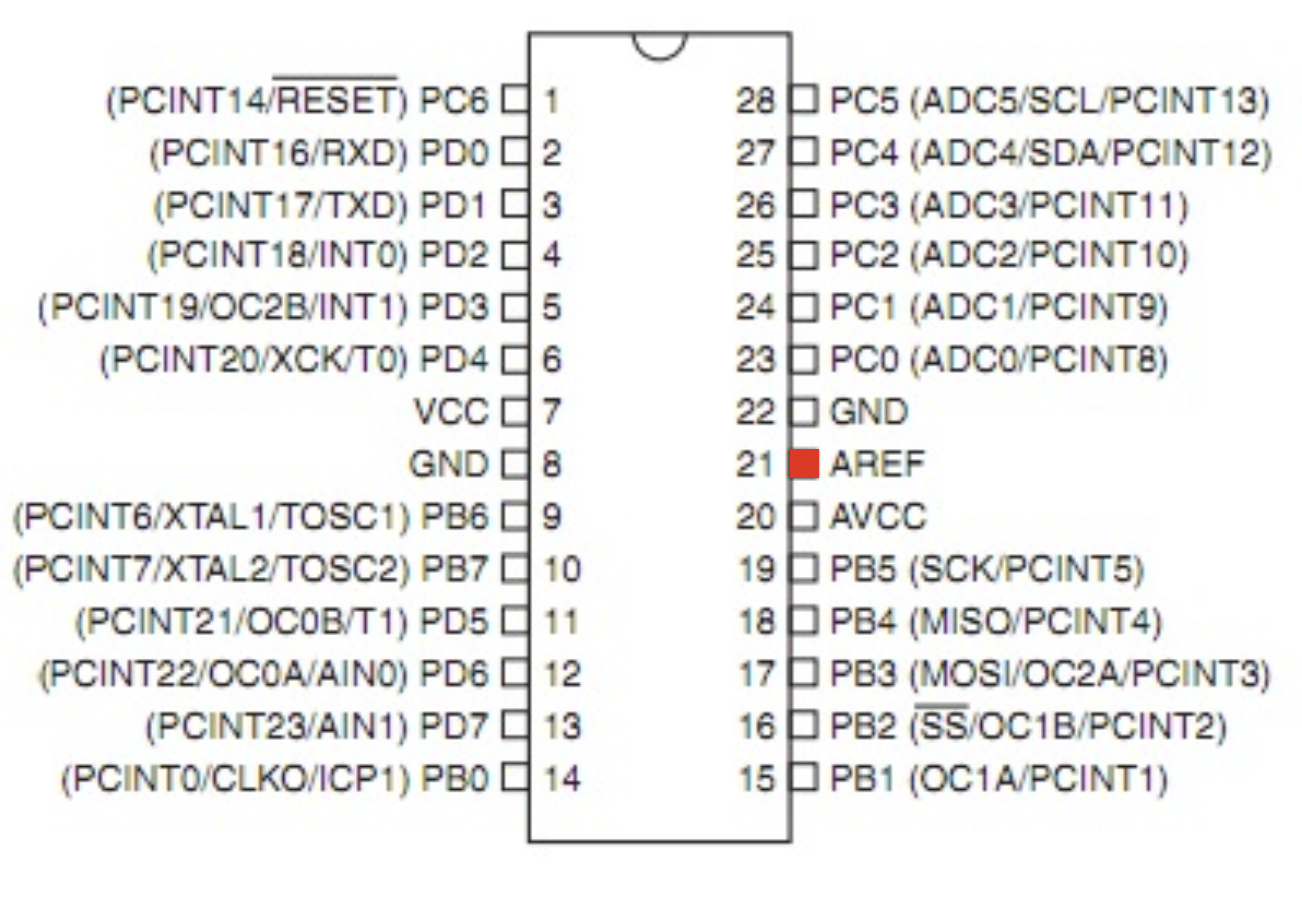 (PCINT14/RESET) PC6 1 28 PC5 (ADC5/SCL/PCINT13)
(PCINT16/RXD) PD0 2 27 PC4 (ADC4/SDA/PCINT12)
(PCINT17/TXD) PD1 3 26 PC3 (ADC3/PCINT11)
(PCINT18/INT0) PD2 4 25 PC2 (ADC2/PCINT10)
(PCINT19/OC2B/INT1) PD3 5 24 PC1 (ADC1/PCINT9)
(PCINT20/XCK/T0) PD4 6 23 PC0 (ADC0/PCINT8)
VCC 7 22 GND
GND 8 21 AREF
(PCINT6/XTAL1/TOSC1) PB6 9 20 AVCC
(PCINT7/XTAL2/TOSC2) PB7 10 19 PB5 (SCK/PCINT5)
(PCINT21/OC0B/T1) PD5 11 18 PB4 (MISO/PCINT4)
(PCINT22/OC0A/AIN0) PD6 12 17 PB3 (MOSI/OC2A/PCINT3)
(PCINT23/AIN1) PD7 13 16 PB2 (SS/OC1B/PCINT2)
(PCINT0/CLKO/ICP1) PB0 14 15 PB1 (OC1A/PCINT1)